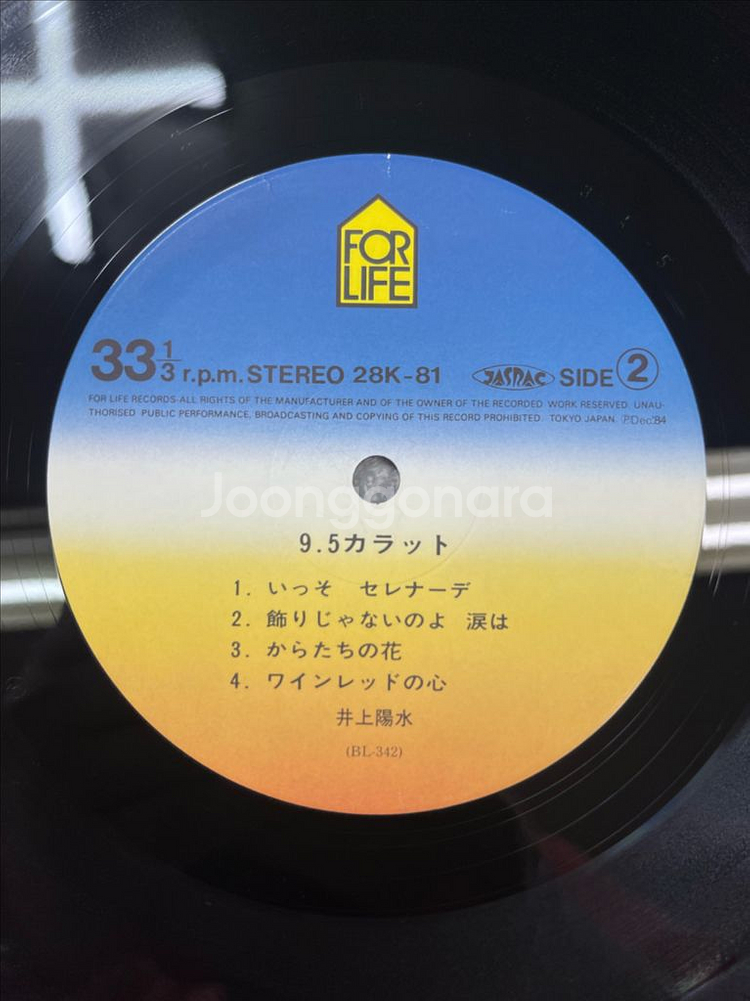 FOR
LIFE
33 1/3 r.p.m. STEREO 28K-81 JASRAC SIDE 2
FOR LIFE RECORDS-ALL RIGHTS OF THE MANUFACTURER AND OF THE OWNER OF THE RECORDED WORK RESERVED. UNAU-
THORISED PUBLIC PERFORMANCE, BROADCASTING AND COPYING OF THIS RECORD PROHIBITED. TOKYO JAPAN. ℗Dec.'84
Joonggonara
9.5カラット
1. いっそ セレナーデ
2. 飾りじゃないのよ 涙は
3. からたちの花
4. ワインレッドの心
井上陽水
(BL-342)